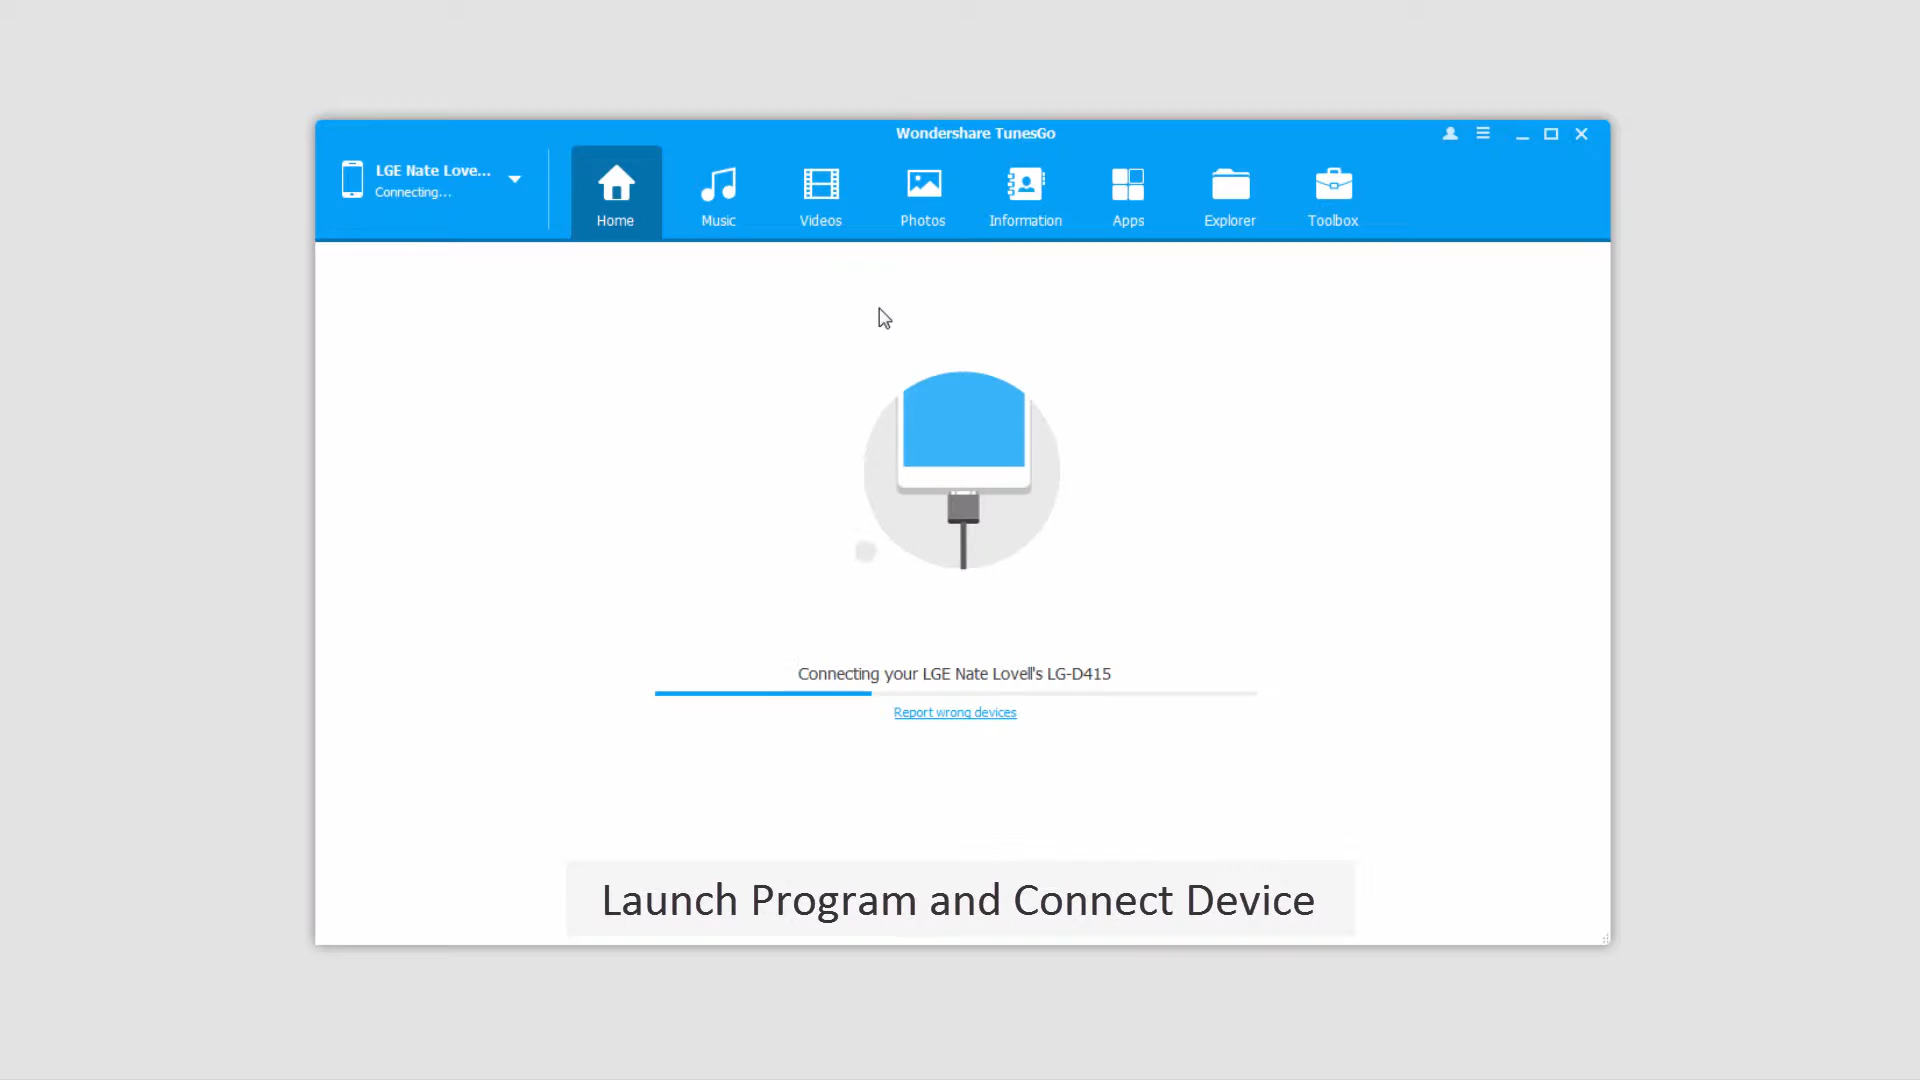 Wondershare TunesGo
LGE Nate Love...
Connecting...
Home
Music
Videos
Photos
Information
Apps
Explorer
Toolbox
Connecting your LGE Nate Lovell's LG-D415
Report wrong devices
Launch Program and Connect Device